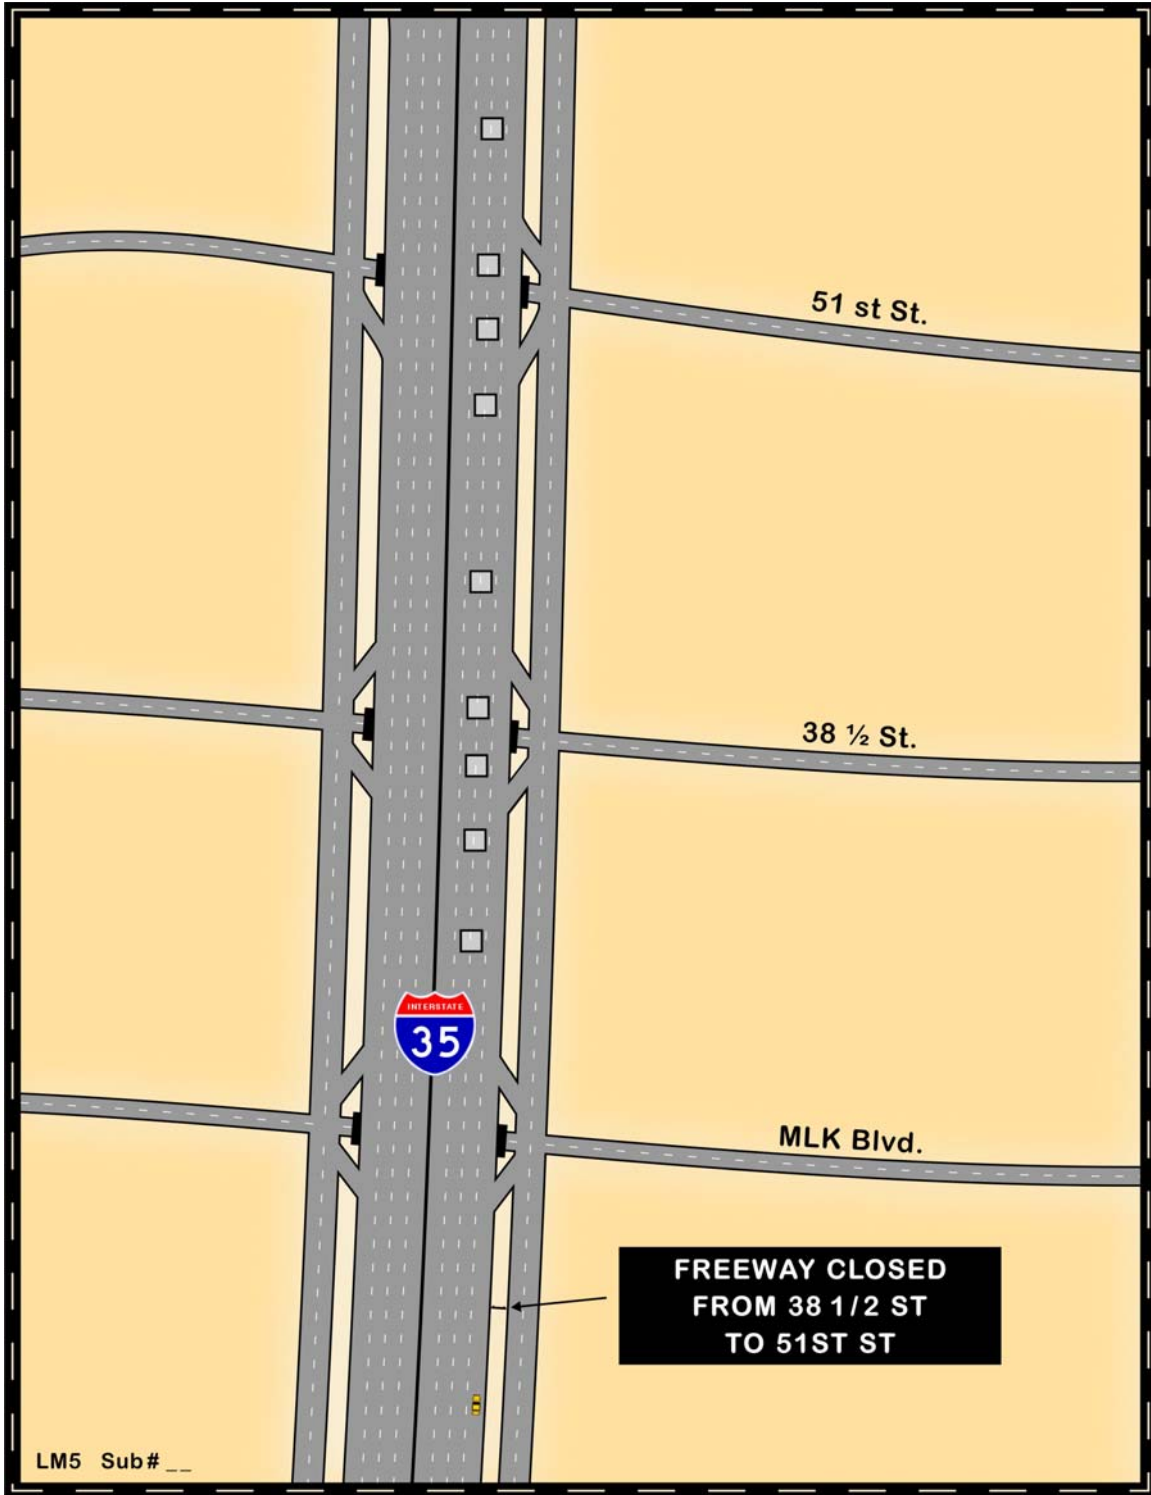 51 st St.
38 ½ St.
INTERSTATE
35
MLK Blvd.
FREEWAY CLOSED
FROM 38 1/2 ST
TO 51ST ST
LM5 Sub# __